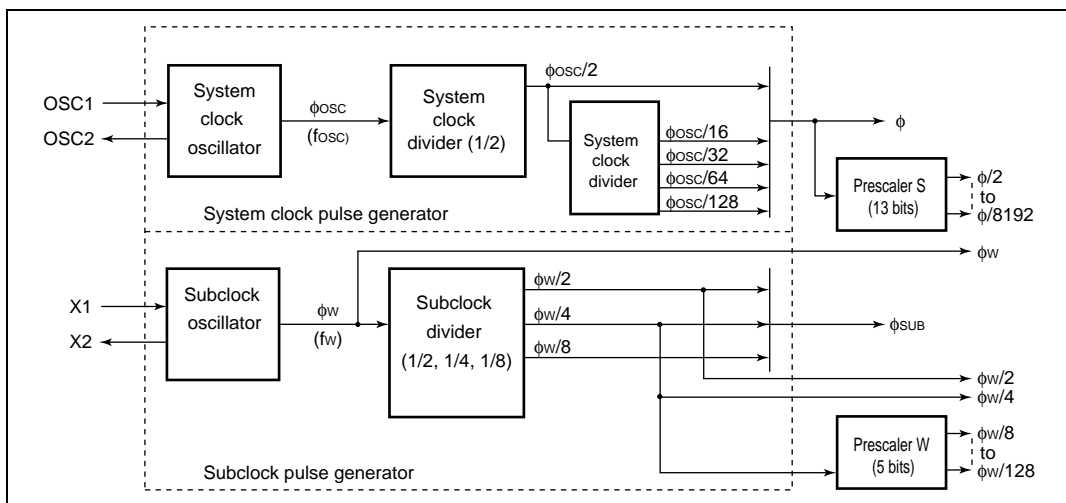 OSC1
OSC2
System
clock
oscillator
ϕOSC
(fOSC)
System
clock
divider (1/2)
ϕOSC/2
System
clock
divider
ϕOSC/16
ϕOSC/32
ϕOSC/64
ϕOSC/128
ϕ
Prescaler S
(13 bits)
ϕ/2
to
ϕ/8192
System clock pulse generator
X1
X2
Subclock
oscillator
ϕW
(fW)
Subclock
divider
(1/2, 1/4, 1/8)
ϕW/2
ϕW/4
ϕW/8
ϕW
ϕSUB
ϕW/2
ϕW/4
Prescaler W
(5 bits)
ϕW/8
to
ϕW/128
Subclock pulse generator